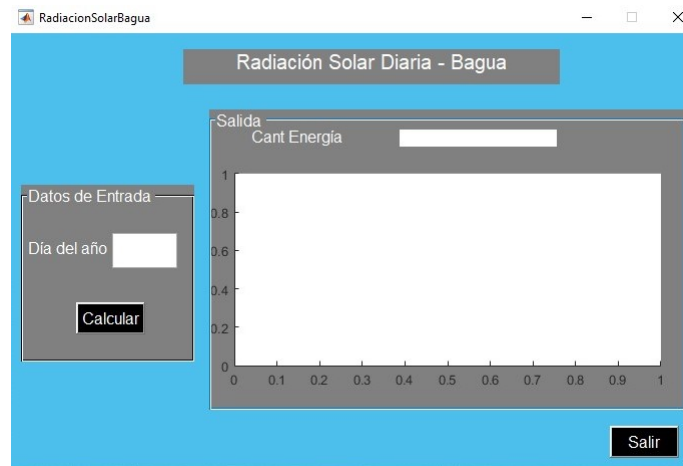 RadiacionSolarBagua
Radiación Solar Diaria - Bagua
Salida
Cant Energía
Datos de Entrada
Día del año
Calcular
1
0.8
0.6
0.4
0.2
0
0 0.1 0.2 0.3 0.4 0.5 0.6 0.7 0.8 0.9 1
Salir